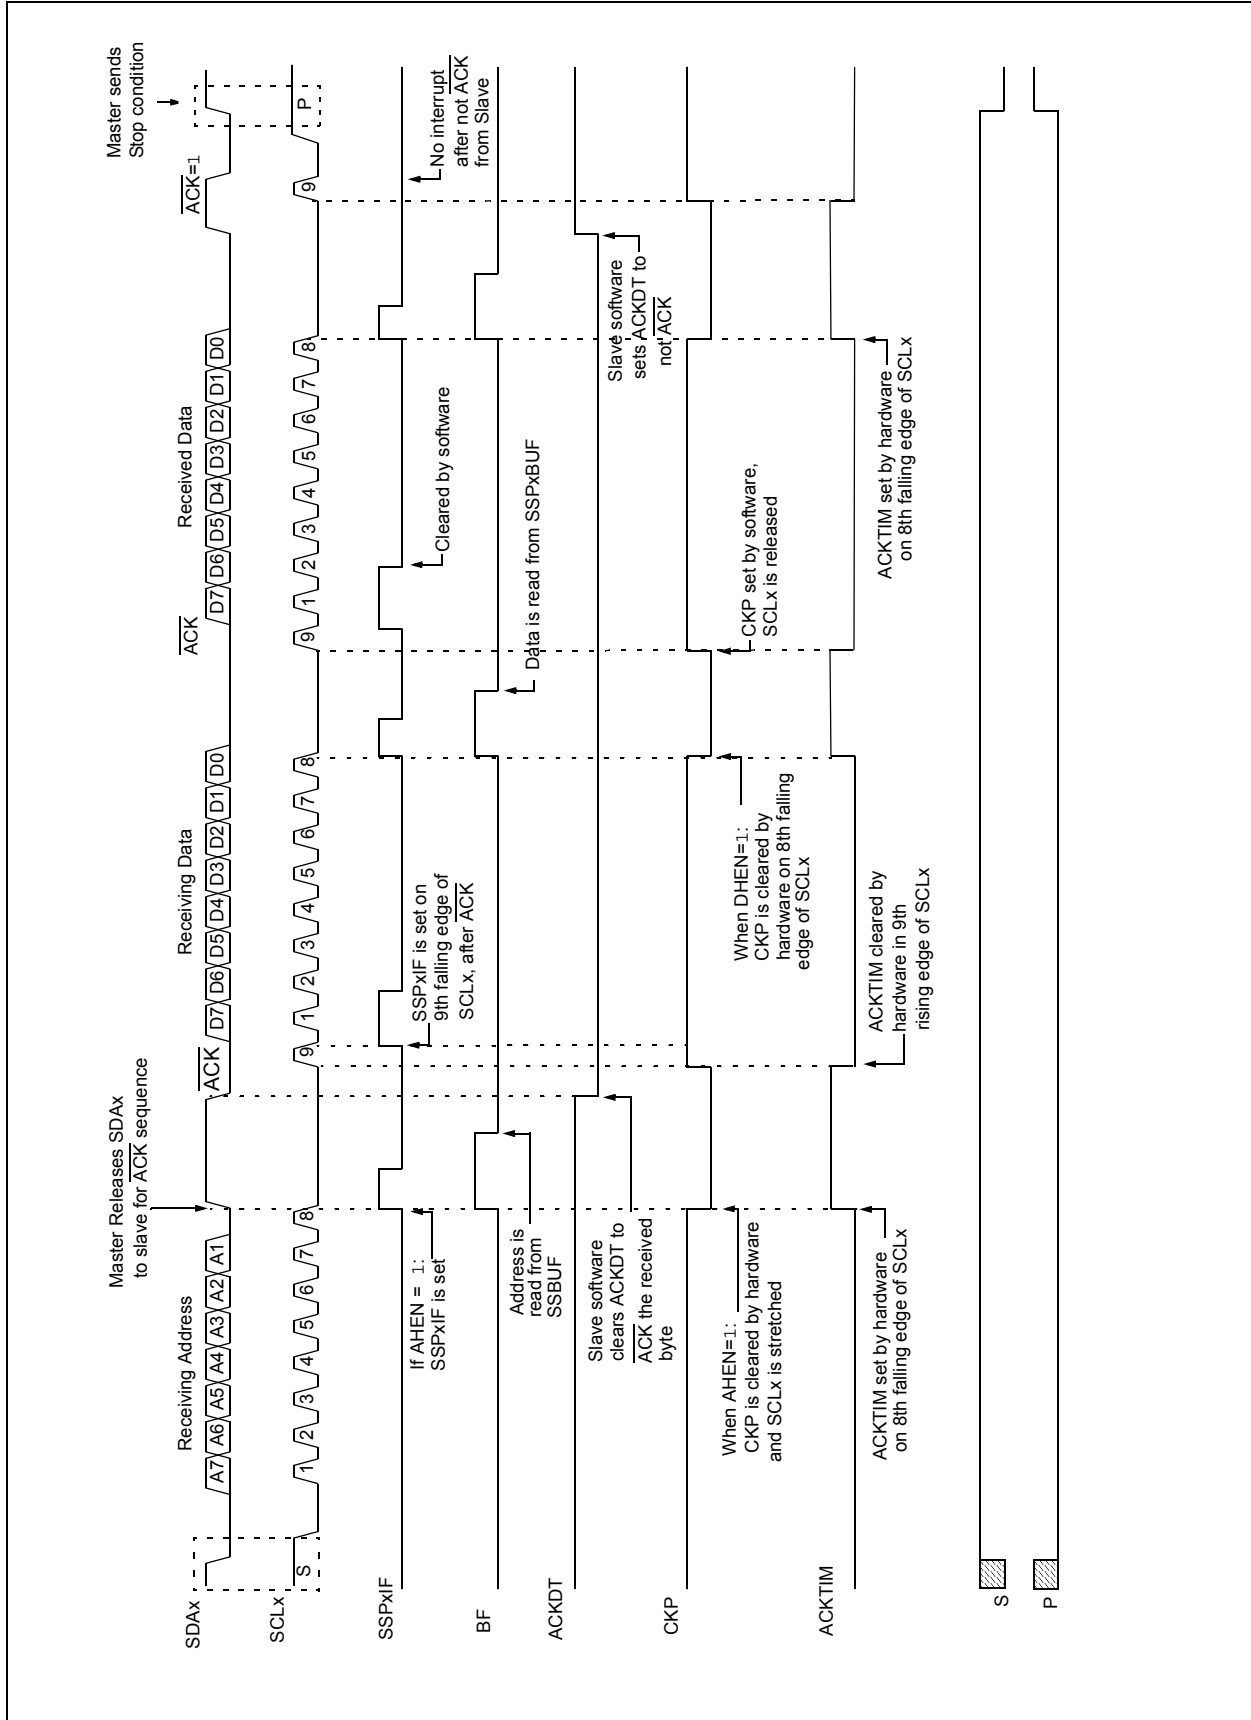 Master sends
Stop condition
Master Releases SDAx
to slave for ACK sequence
Receiving Address
Receiving Data
Received Data
ACK
ACK
ACK=1
SDAx
A7 A6 A5 A4 A3 A2 A1
D7 D6 D5 D4 D3 D2 D1 D0
D7 D6 D5 D4 D3 D2 D1 D0
SCLx
S
1 2 3 4 5 6 7 8
9
1 2 3 4 5 6 7 8
9
1 2 3 4 5 6 7 8
9
P
SSPxIF
If AHEN = 1:
SSPxIF is set
SSPxIF is set on
9th falling edge of
SCLx, after ACK
Cleared by software
No interrupt
after not ACK
from Slave
BF
Address is
read from
SSBUF
Data is read from SSPxBUF
ACKDT
Slave software
clears ACKDT to
ACK the received
byte
Slave software
sets ACKDT to
not ACK
CKP
When AHEN=1:
CKP is cleared by hardware
and SCLx is stretched
When DHEN=1:
CKP is cleared by
hardware on 8th falling
edge of SCLx
CKP set by software,
SCLx is released
ACKTIM
ACKTIM set by hardware
on 8th falling edge of SCLx
ACKTIM cleared by
hardware in 9th
rising edge of SCLx
ACKTIM set by hardware
on 8th falling edge of SCLx
S
P